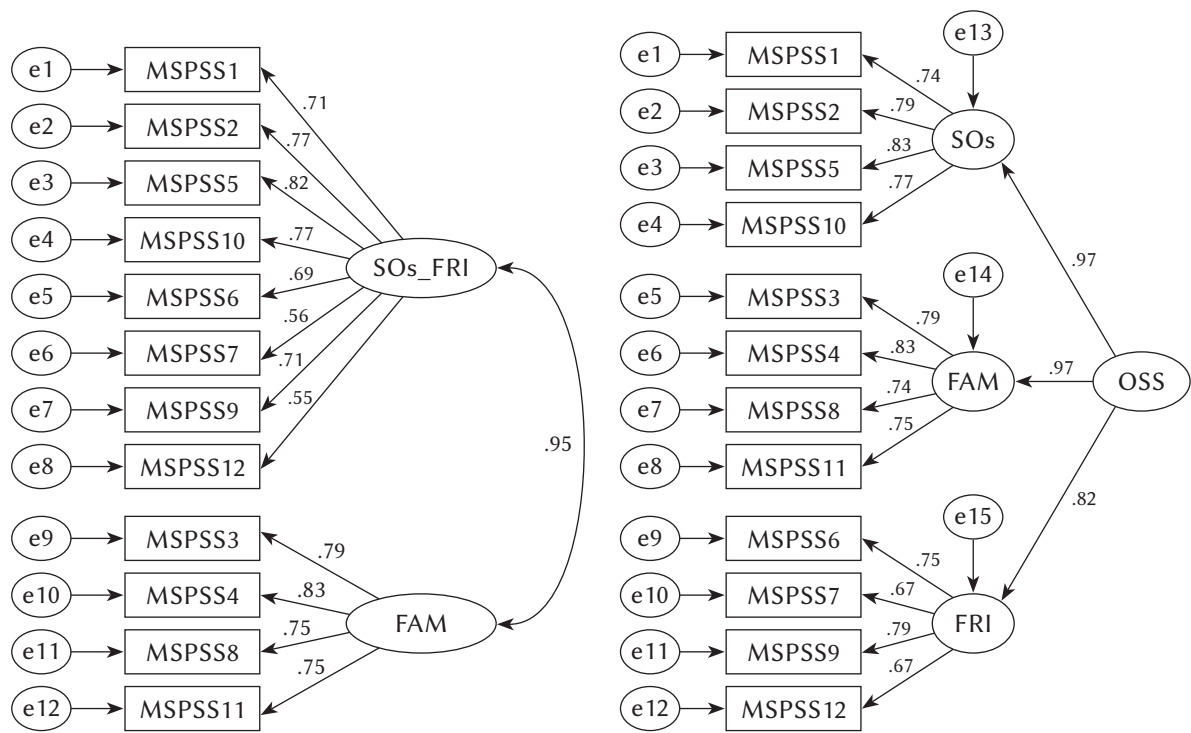 e1 MSPSS1
.71
e2 MSPSS2
.77
e3 MSPSS5
.82
e4 MSPSS10
.77
SOs_FRI
e5 MSPSS6
.69
e6 MSPSS7
.56
e7 MSPSS9
.71
e8 MSPSS12
.55
.95
e9 MSPSS3
.79
e10 MSPSS4
.83
FAM
e11 MSPSS8
.75
e12 MSPSS11
.75
e13
e1 MSPSS1
.74
e2 MSPSS2
.79
SOs
e3 MSPSS5
.83
e4 MSPSS10
.77
.97
e14
e5 MSPSS3
.79
e6 MSPSS4
.83
FAM
.97
OSS
e7 MSPSS8
.74
e8 MSPSS11
.75
.82
e15
e9 MSPSS6
.75
e10 MSPSS7
.67
FRI
e11 MSPSS9
.79
e12 MSPSS12
.67